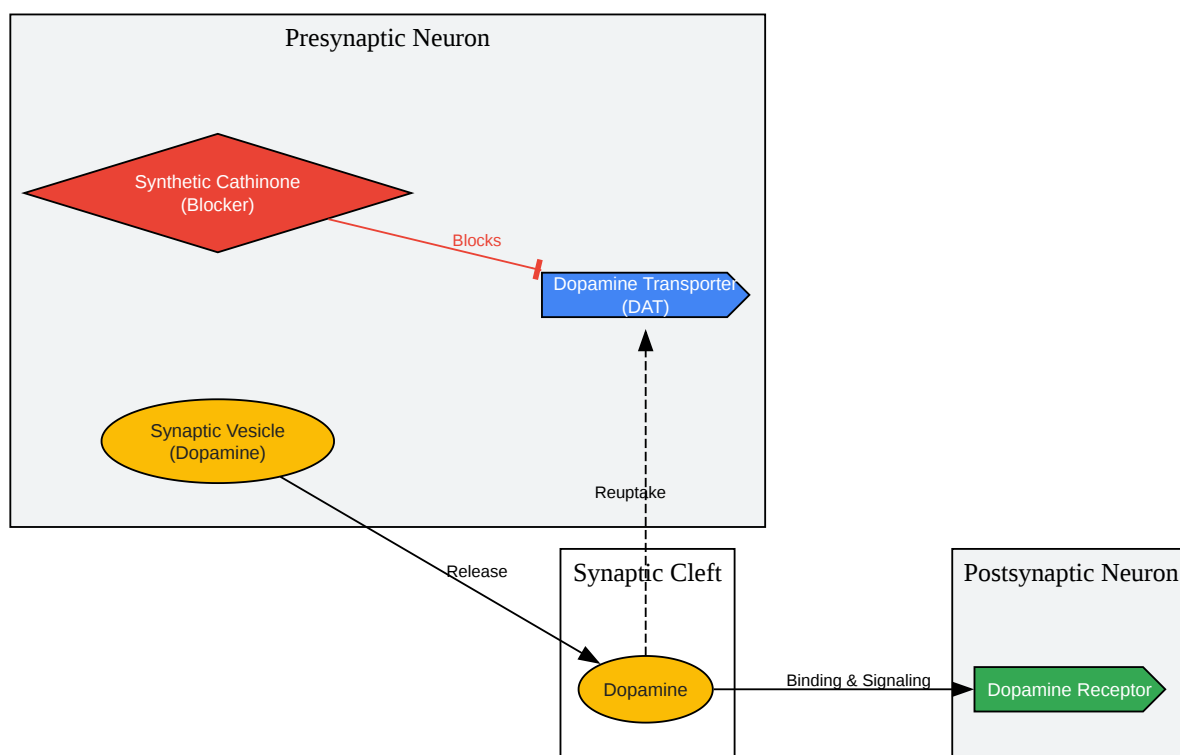 Presynaptic Neuron
Synthetic Cathinone
(Blocker)
Blocks
Dopamine Transporter
(DAT)
Synaptic Vesicle
(Dopamine)
Reuptake
Release
Synaptic Cleft
Postsynaptic Neuron
Dopamine
Binding & Signaling
Dopamine Receptor